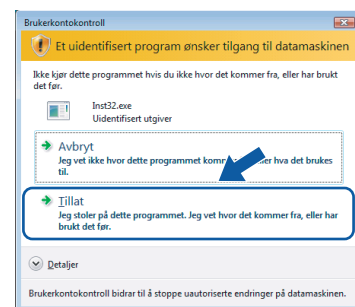 Brukerkontokontroll
Et uidentifisert program ønsker tilgang til datamaskinen
Ikke kjør dette programmet hvis du ikke hvor det kommer fra, eller har brukt
det før.
Inst32.exe
Uidentifisert utgiver
Avbryt
Jeg vet ikke hvor dette programmet kom hva det brukes
til.
Tillat
Jeg stoler på dette programmet. Jeg vet hvor det kommer fra, eller har
brukt det før.
Detaljer
Brukerkontokontroll bidrar til å stoppe uautoriserte endringer på datamaskinen.